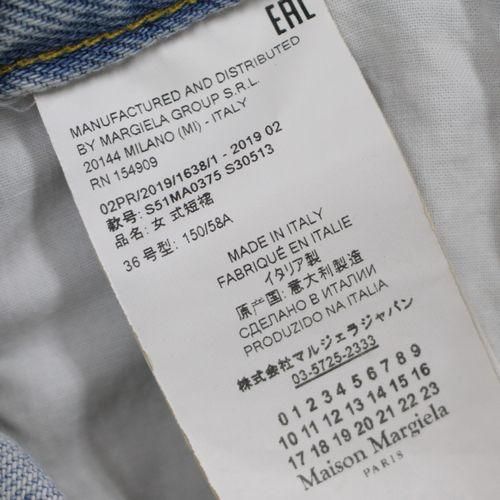 EAC
MANUFACTURED AND DISTRIBUTED
BY MARGIELA GROUP S.R.L.
20144 MILANO (MI) - ITALY
RN 154909
02PR/2019/1638/1 - 2019 02
款号: S51MA0375 S30513
品名: 女 式短裙
36 号型: 150/58A
MADE IN ITALY
FABRIQUÉ EN ITALIE
イタリア製
原产国: 意大利製造
СДЕЛАНО В ИТАЛИИ
PRODUZIDO NA ITALIA
株式会社マルジェラジャパン
03-5725-2333
0 1 2 3 4 5 6 7 8 9
10 11 12 13 14 15 16
17 18 19 20 21 22 23
Maison Margiela
PARIS